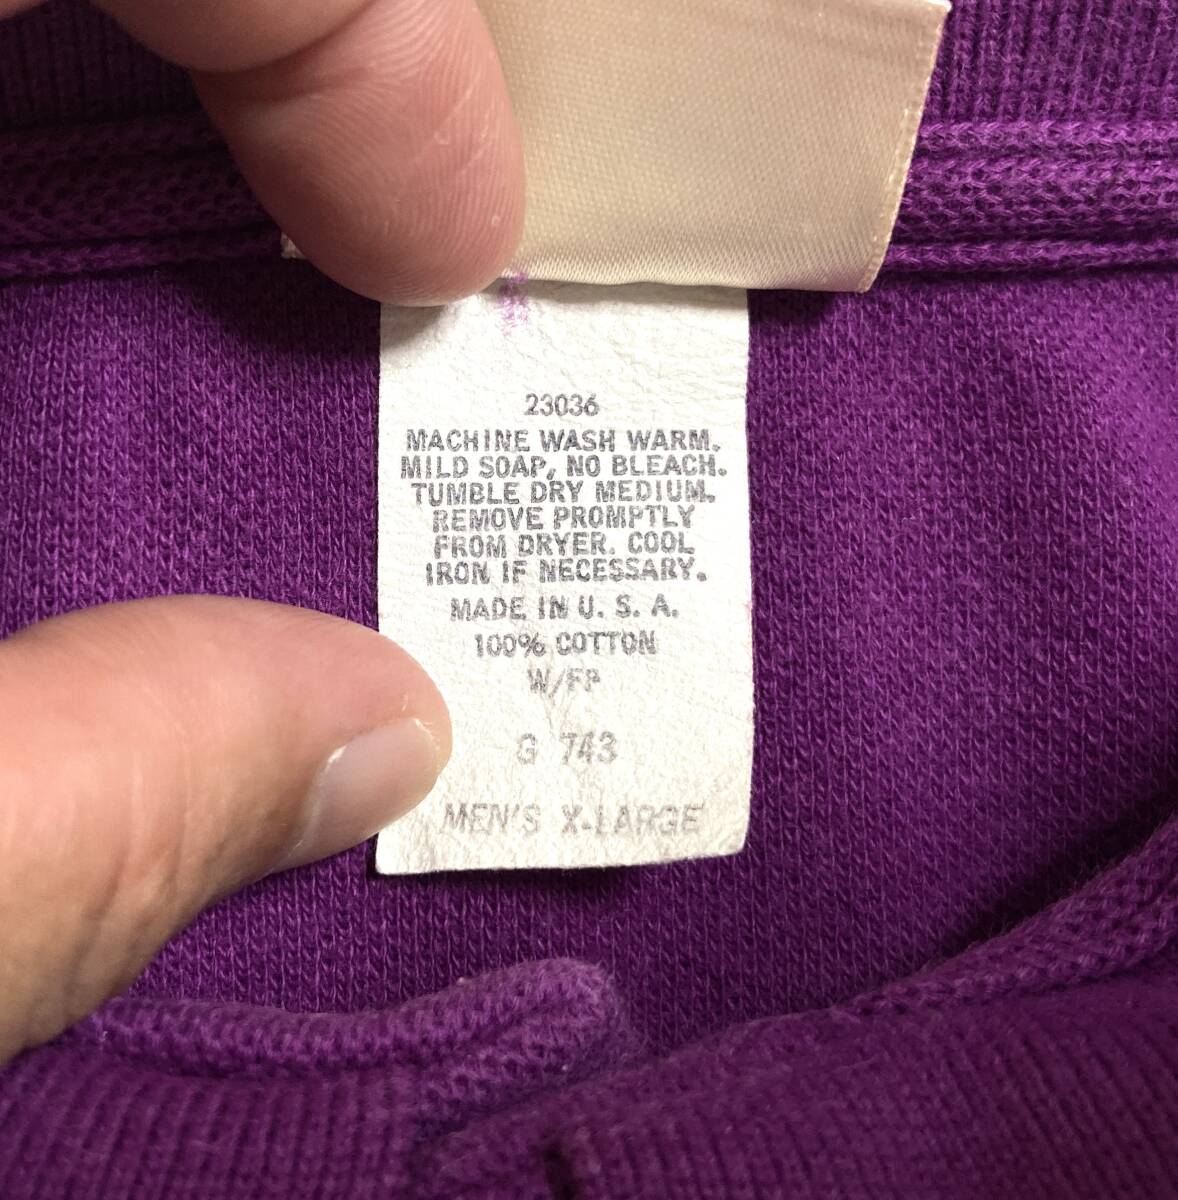 23036
MACHINE WASH WARM.
MILD SOAP, NO BLEACH.
TUMBLE DRY MEDIUM.
REMOVE PROMPTLY
FROM DRYER. COOL
IRON IF NECESSARY.
MADE IN U. S. A.
100% COTTON
W/FP
G 743
MEN'S X-LARGE